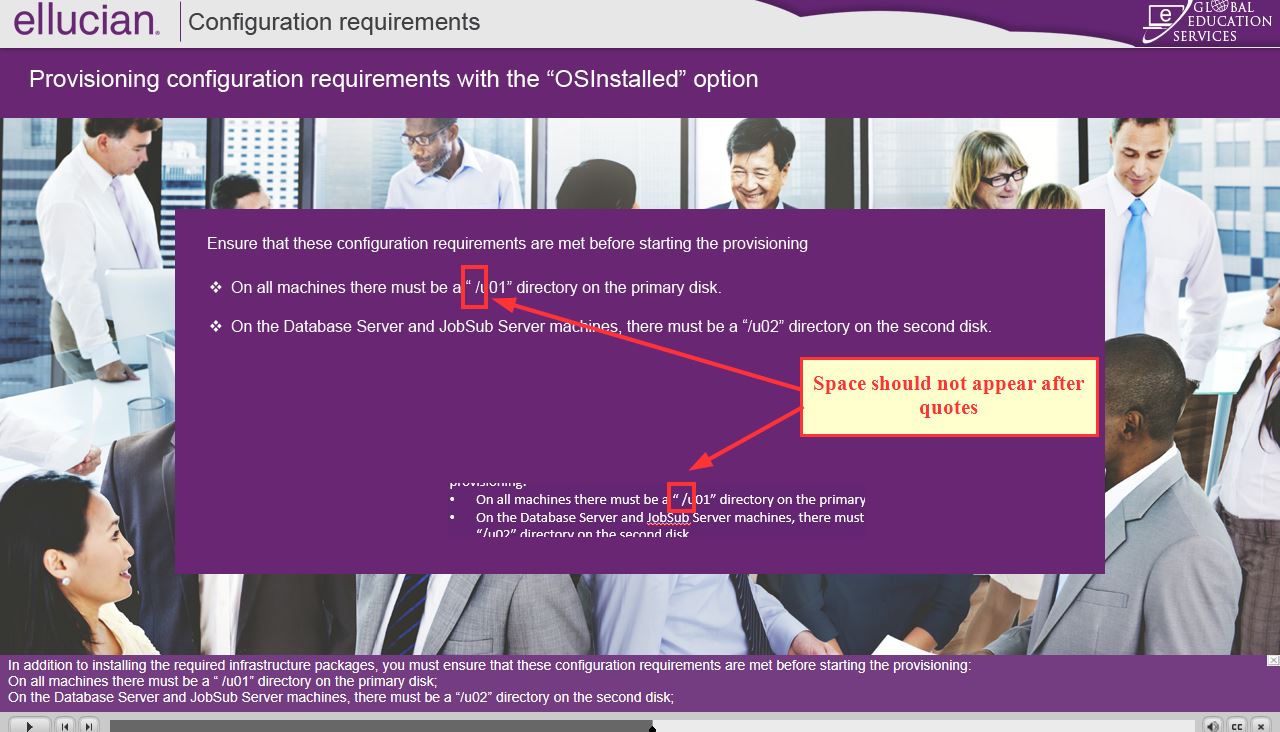 ellucian.
Configuration requirements
GLOBAL
EDUCATION
SERVICES
e
Provisioning configuration requirements with the “OSInstalled” option
Ensure that these configuration requirements are met before starting the provisioning
❖ On all machines there must be a “ /u01” directory on the primary disk.
❖ On the Database Server and JobSub Server machines, there must be a “/u02” directory on the second disk.
Space should not appear after
quotes
provisioning:
• On all machines there must be a “ /u01” directory on the primary
• On the Database Server and JobSub Server machines, there must
“/u02” directory on the second disk
In addition to installing the required infrastructure packages, you must ensure that these configuration requirements are met before starting the provisioning:
On all machines there must be a “ /u01” directory on the primary disk;
On the Database Server and JobSub Server machines, there must be a “/u02” directory on the second disk;
CC